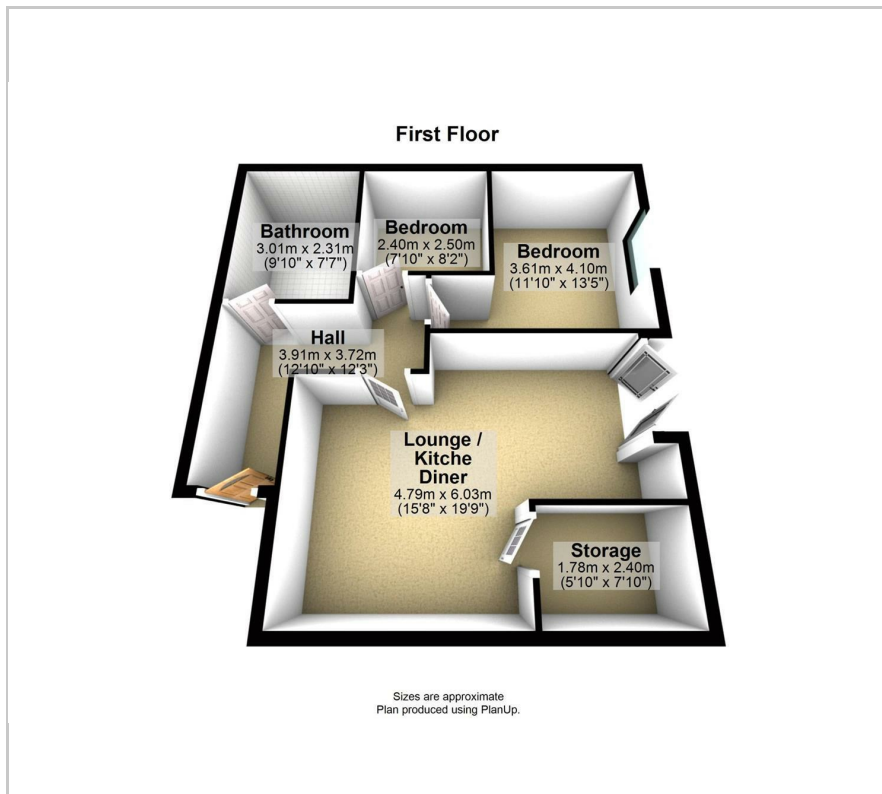 First Floor
Bathroom
3.01m x 2.31m
(9'10" x 7'7")
Bedroom
2.40m x 2.50m
(7'10" x 8'2")
Bedroom
3.61m x 4.10m
(11'10" x 13'5")
Hall
3.91m x 3.72m
(12'10" x 12'3")
Lounge /
Kitche
Diner
4.79m x 6.03m
(15'8" x 19'9")
Storage
1.78m x 2.40m
(5'10" x 7'10")
Sizes are approximate
Plan produced using PlanUp.